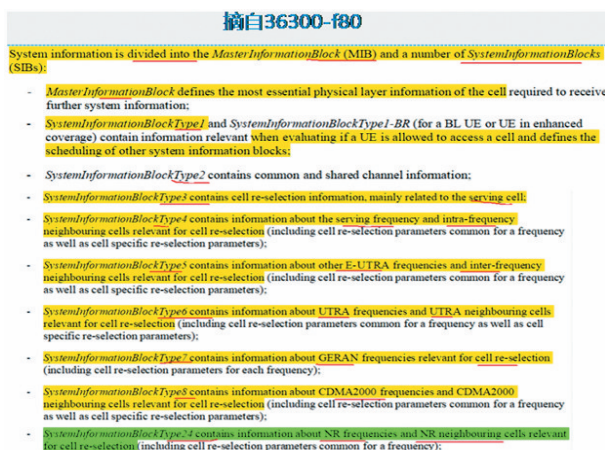 摘自36300-f80
System information is divided into the MasterInformationBlock (MIB) and a number of SystemInformationBlocks
(SIBs):
- MasterInformationBlock defines the most essential physical layer information of the cell required to receive
further system information;
- SystemInformationBlockType1 and SystemInformationBlockType1-BR (for a BL UE or UE in enhanced
coverage) contain information relevant when evaluating if a UE is allowed to access a cell and defines the
scheduling of other system information blocks;
- SystemInformationBlockType2 contains common and shared channel information;
- SystemInformationBlockType3 contains cell re-selection information, mainly related to the serving cell;
- SystemInformationBlockType4 contains information about the serving frequency and intra-frequency
neighbouring cells relevant for cell re-selection (including cell re-selection parameters common for a frequency
as well as cell specific re-selection parameters);
- SystemInformationBlockType5 contains information about other E-UTRA frequencies and inter-frequency
neighbouring cells relevant for cell re-selection (including cell re-selection parameters common for a frequency
as well as cell specific re-selection parameters);
- SystemInformationBlockType6 contains information about UTRA frequencies and UTRA neighbouring cells
relevant for cell re-selection (including cell re-selection parameters common for a frequency as well as cell
specific re-selection parameters);
- SystemInformationBlockType7 contains information about GERAN frequencies relevant for cell re-selection
(including cell re-selection parameters for each frequency);
- SystemInformationBlockType8 contains information about CDMA2000 frequencies and CDMA2000
neighbouring cells relevant for cell re-selection (including cell re-selection parameters common for a frequency
as well as cell specific re-selection parameters);
- SystemInformationBlockType24 contains information about NR frequencies and NR neighbouring cells relevant
for cell re-selection (including cell re-selection parameters common for a frequency);